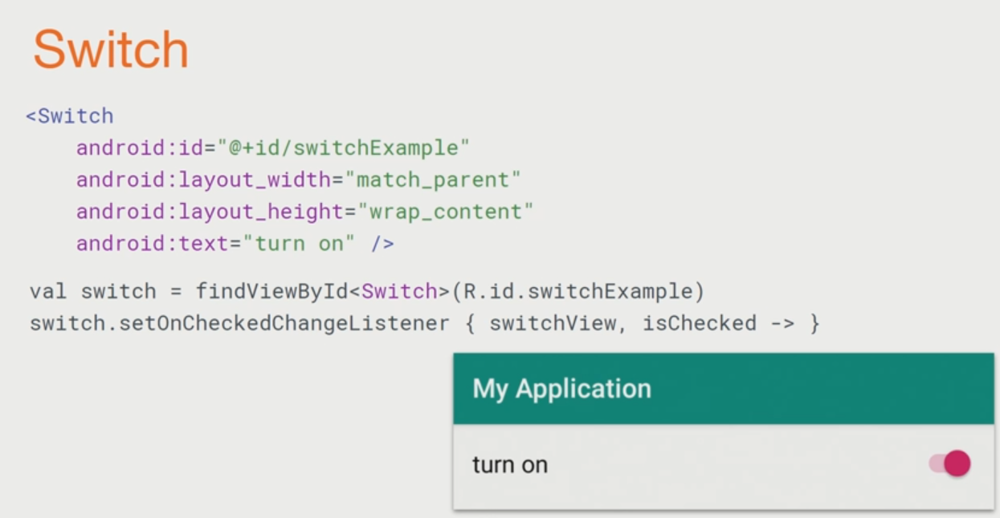 Switch
<Switch
    android:id="@+id/switchExample"
    android:layout_width="match_parent"
    android:layout_height="wrap_content"
    android:text="turn on" />
val switch = findViewById<Switch>(R.id.switchExample)
switch.setOnCheckedChangeListener { switchView, isChecked -> }
My Application
turn on